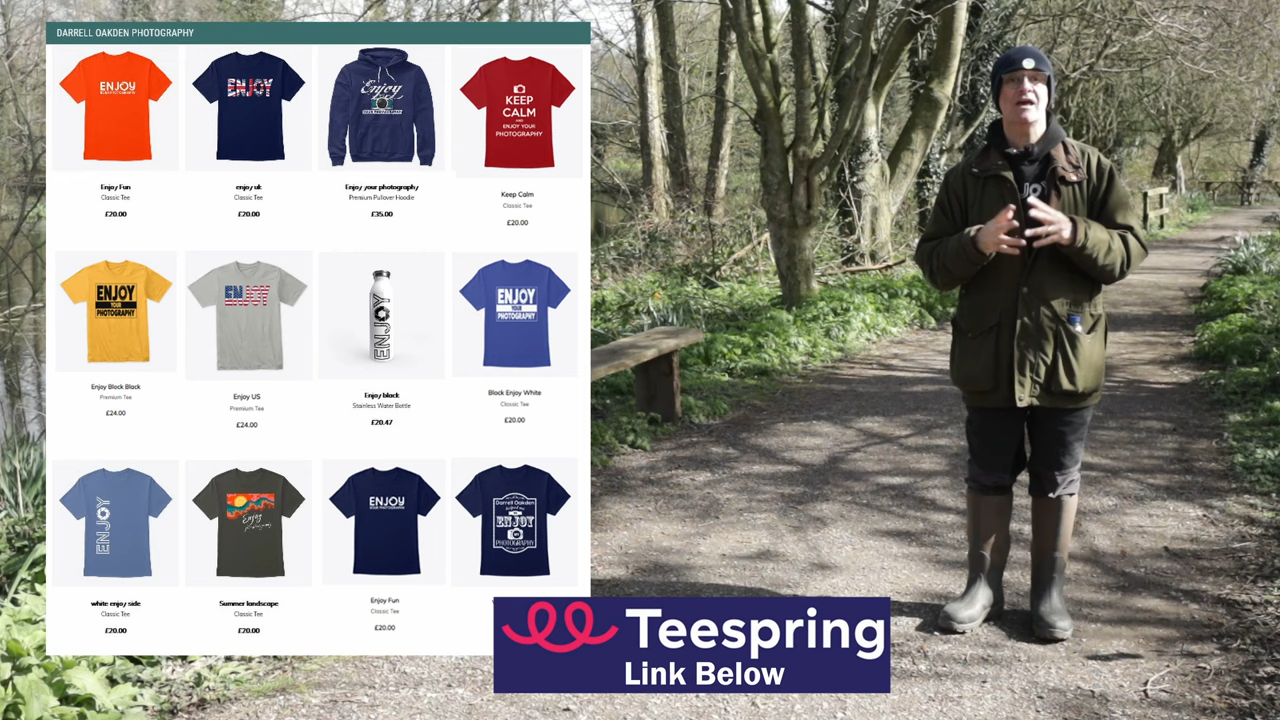 DARRELL OAKDEN PHOTOGRAPHY
ENJOY
ENJOY
Enjoy
KEEP
CALM
AND
ENJOY YOUR
PHOTOGRAPHY
Enjoy Fun
Classic Tee
£20.00
enjoy uk
Classic Tee
£20.00
Enjoy your photography
Premium Pullover Hoodie
£35.00
Keep Calm
Classic Tee
£20.00
ENJOY
YOUR
PHOTOGRAPHY
ENJOY
ENJOY
ENJOY
YOUR
PHOTOGRAPHY
Enjoy Block Black
Premium Tee
£24.00
Enjoy US
Premium Tee
£24.00
Enjoy black
Stainless Water Bottle
£20.47
Block Enjoy White
Classic Tee
£20.00
ENJOY
Enjoy
ENJOY
YOUR PHOTOGRAPHY
Darrell Oakden
ENJOY
PHOTOGRAPHY
white enjoy side
Classic Tee
£20.00
Summer landscape
Classic Tee
£20.00
Enjoy Fun
Classic Tee
£20.00
Teespring
Link Below